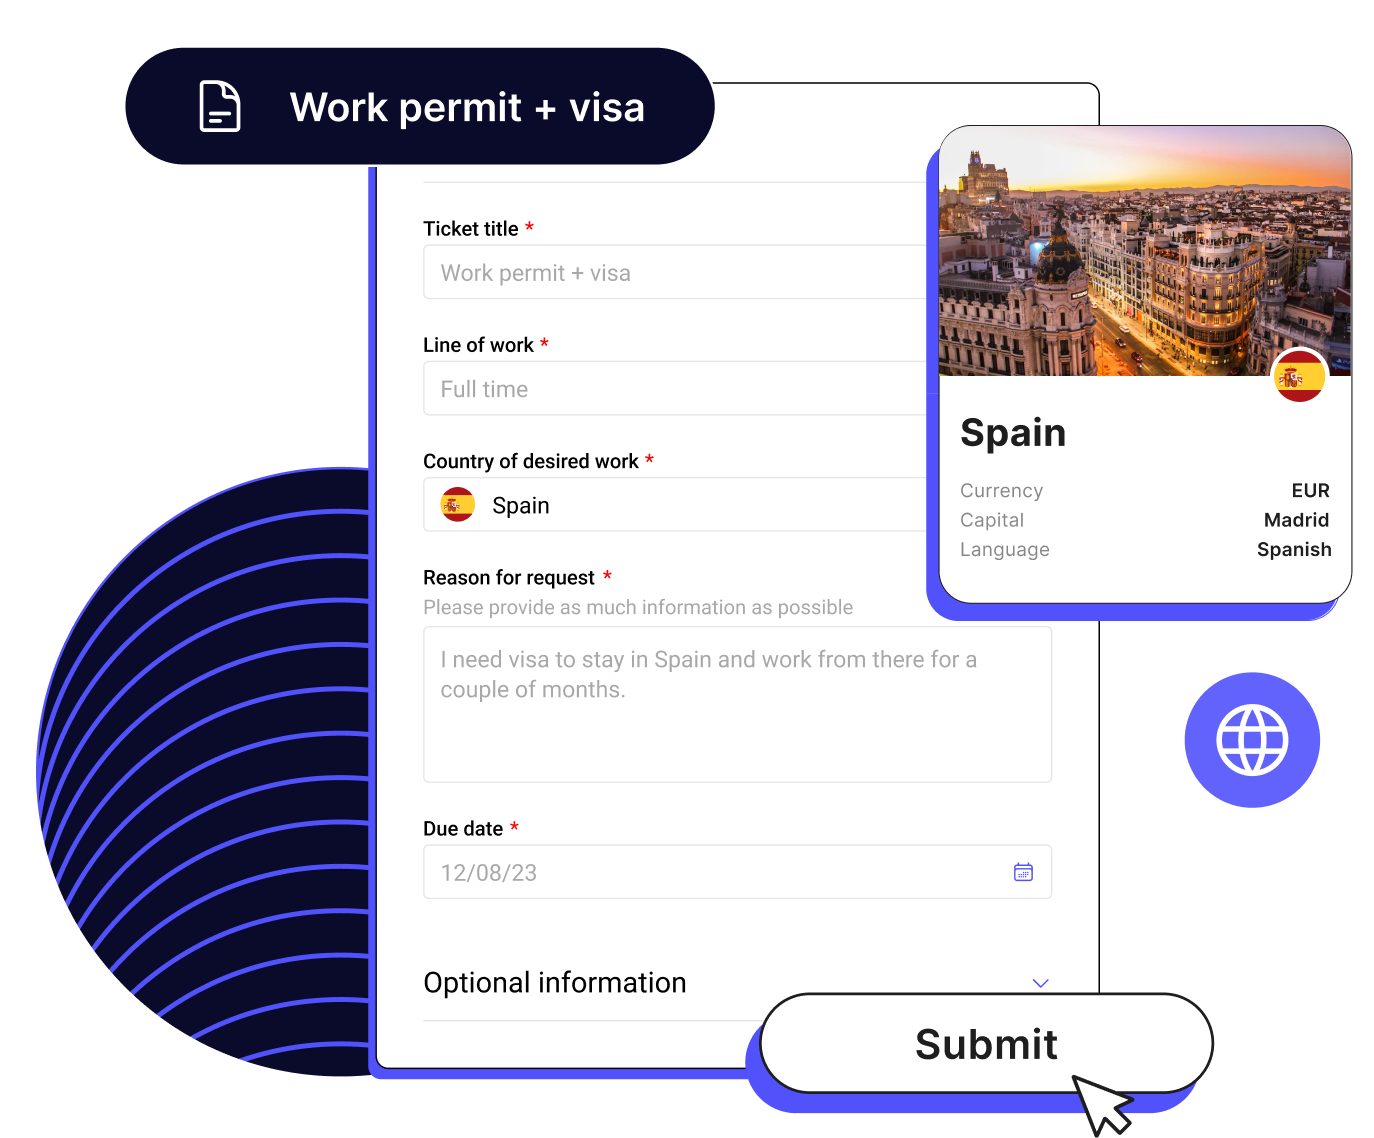 Work permit + visa
Ticket title *
Work permit + visa
Line of work *
Full time
Country of desired work *
Spain
Reason for request *
Please provide as much information as possible
I need visa to stay in Spain and work from there for a
couple of months.
Due date *
12/08/23
Optional information
Submit
Spain
Currency EUR
Capital Madrid
Language Spanish